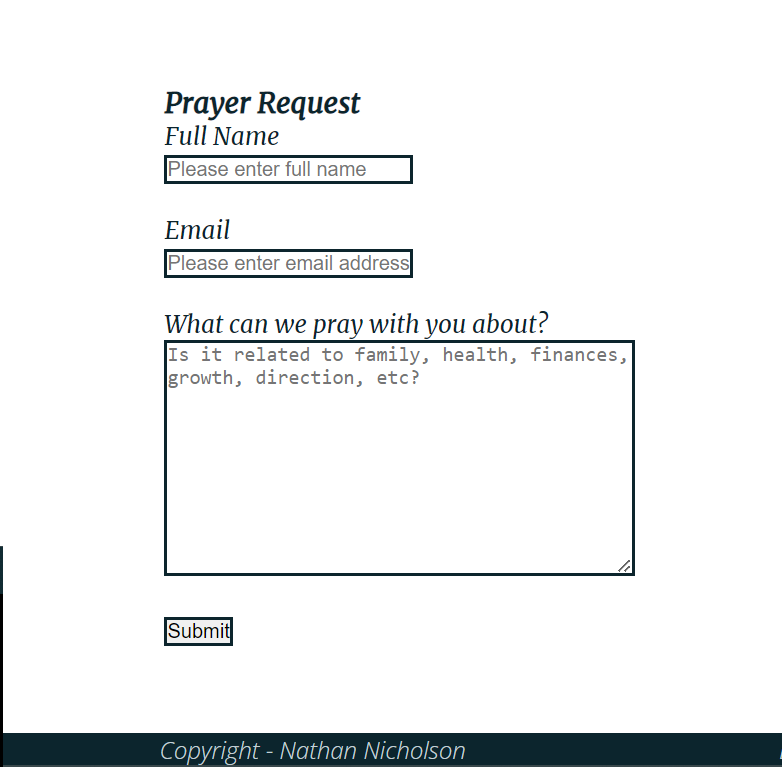 Prayer Request
Full Name
Please enter full name
Email
Please enter email address
What can we pray with you about?
Is it related to family, health, finances,
growth, direction, etc?
Submit
Copyright - Nathan Nicholson